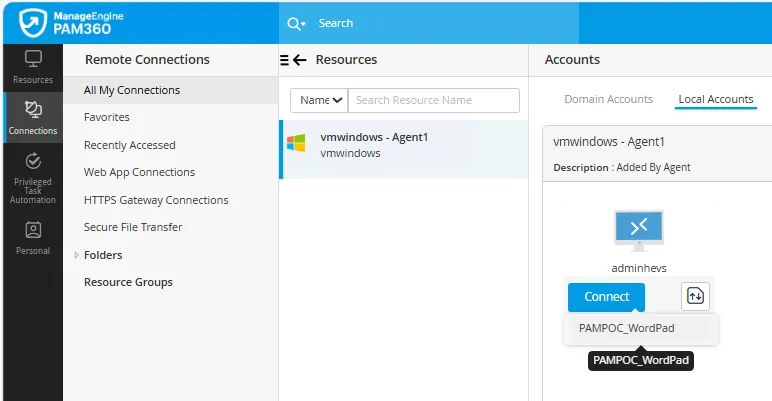 ManageEngine
PAM360
Search
Resources
Connections
Privileged
Task
Automation
Personal
Remote Connections
All My Connections
Favorites
Recently Accessed
Web App Connections
HTTPS Gateway Connections
Secure File Transfer
Folders
Resource Groups
Resources
Name
Search Resource Name
vmwindows - Agent1
vmwindows
Accounts
Domain Accounts
Local Accounts
vmwindows - Agent1
Description : Added By Agent
adminhevs
Connect
PAMPOC_WordPad
PAMPOC_WordPad